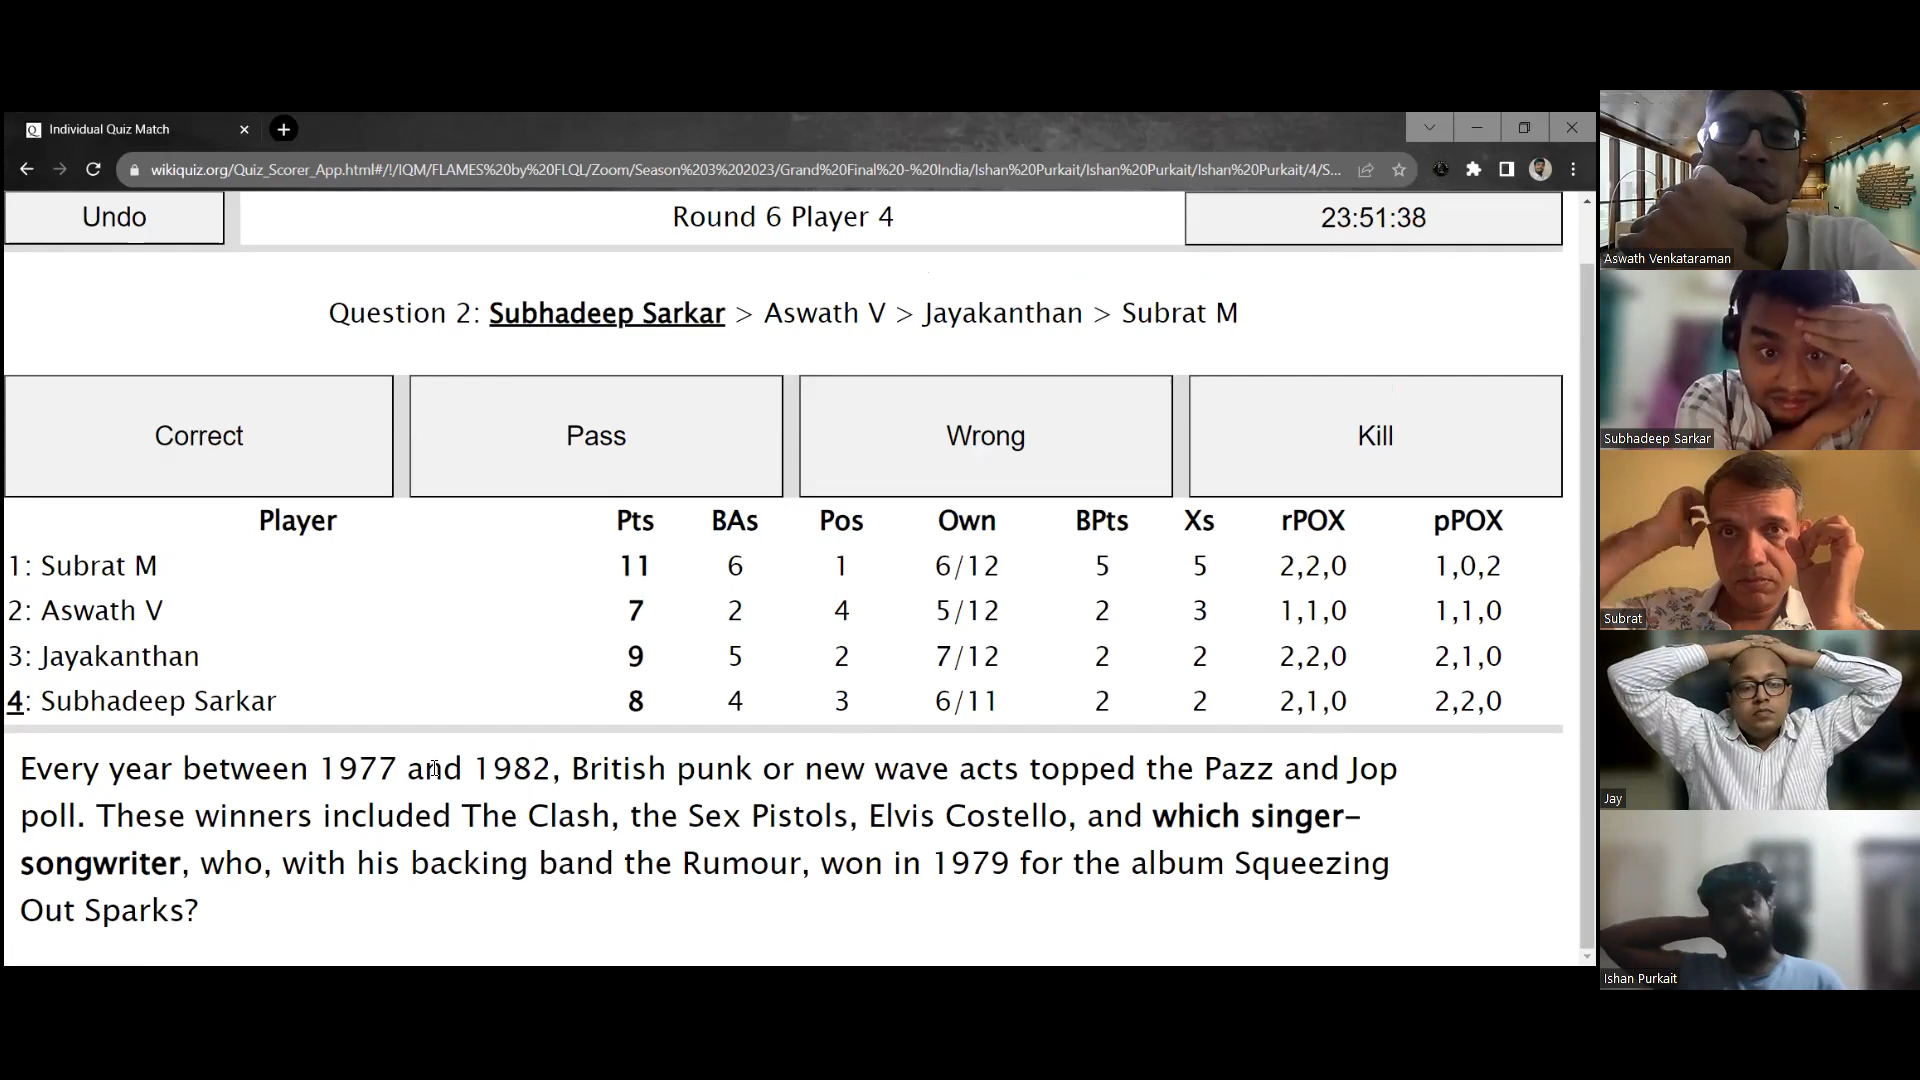 Individual Quiz Match
wikiquiz.org/Quiz_Scorer_App.html#/!/IQM/FLAMES%20by%20FLQL/Zoom/Season%203%202023/Grand%20Final%20-%20India/Ishan%20Purkait/Ishan%20Purkait/Ishan%20Purkait/4/S...
Undo
Round 6 Player 4
23:51:38
Question 2: Subhadeep Sarkar > Aswath V > Jayakanthan > Subrat M
Correct
Pass
Wrong
Kill
Player Pts BAs Pos Own BPts Xs rPOX pPOX
1: Subrat M 11 6 1 6/12 5 5 2,2,0 1,0,2
2: Aswath V 7 2 4 5/12 2 3 1,1,0 1,1,0
3: Jayakanthan 9 5 2 7/12 2 2 2,2,0 2,1,0
4: Subhadeep Sarkar 8 4 3 6/11 2 2 2,1,0 2,2,0
Every year between 1977 and 1982, British punk or new wave acts topped the Pazz and Jop
poll. These winners included The Clash, the Sex Pistols, Elvis Costello, and which singer-
songwriter, who, with his backing band the Rumour, won in 1979 for the album Squeezing
Out Sparks?
Aswath Venkataraman
Subhadeep Sarkar
Subrat
Jay
Ishan Purkait